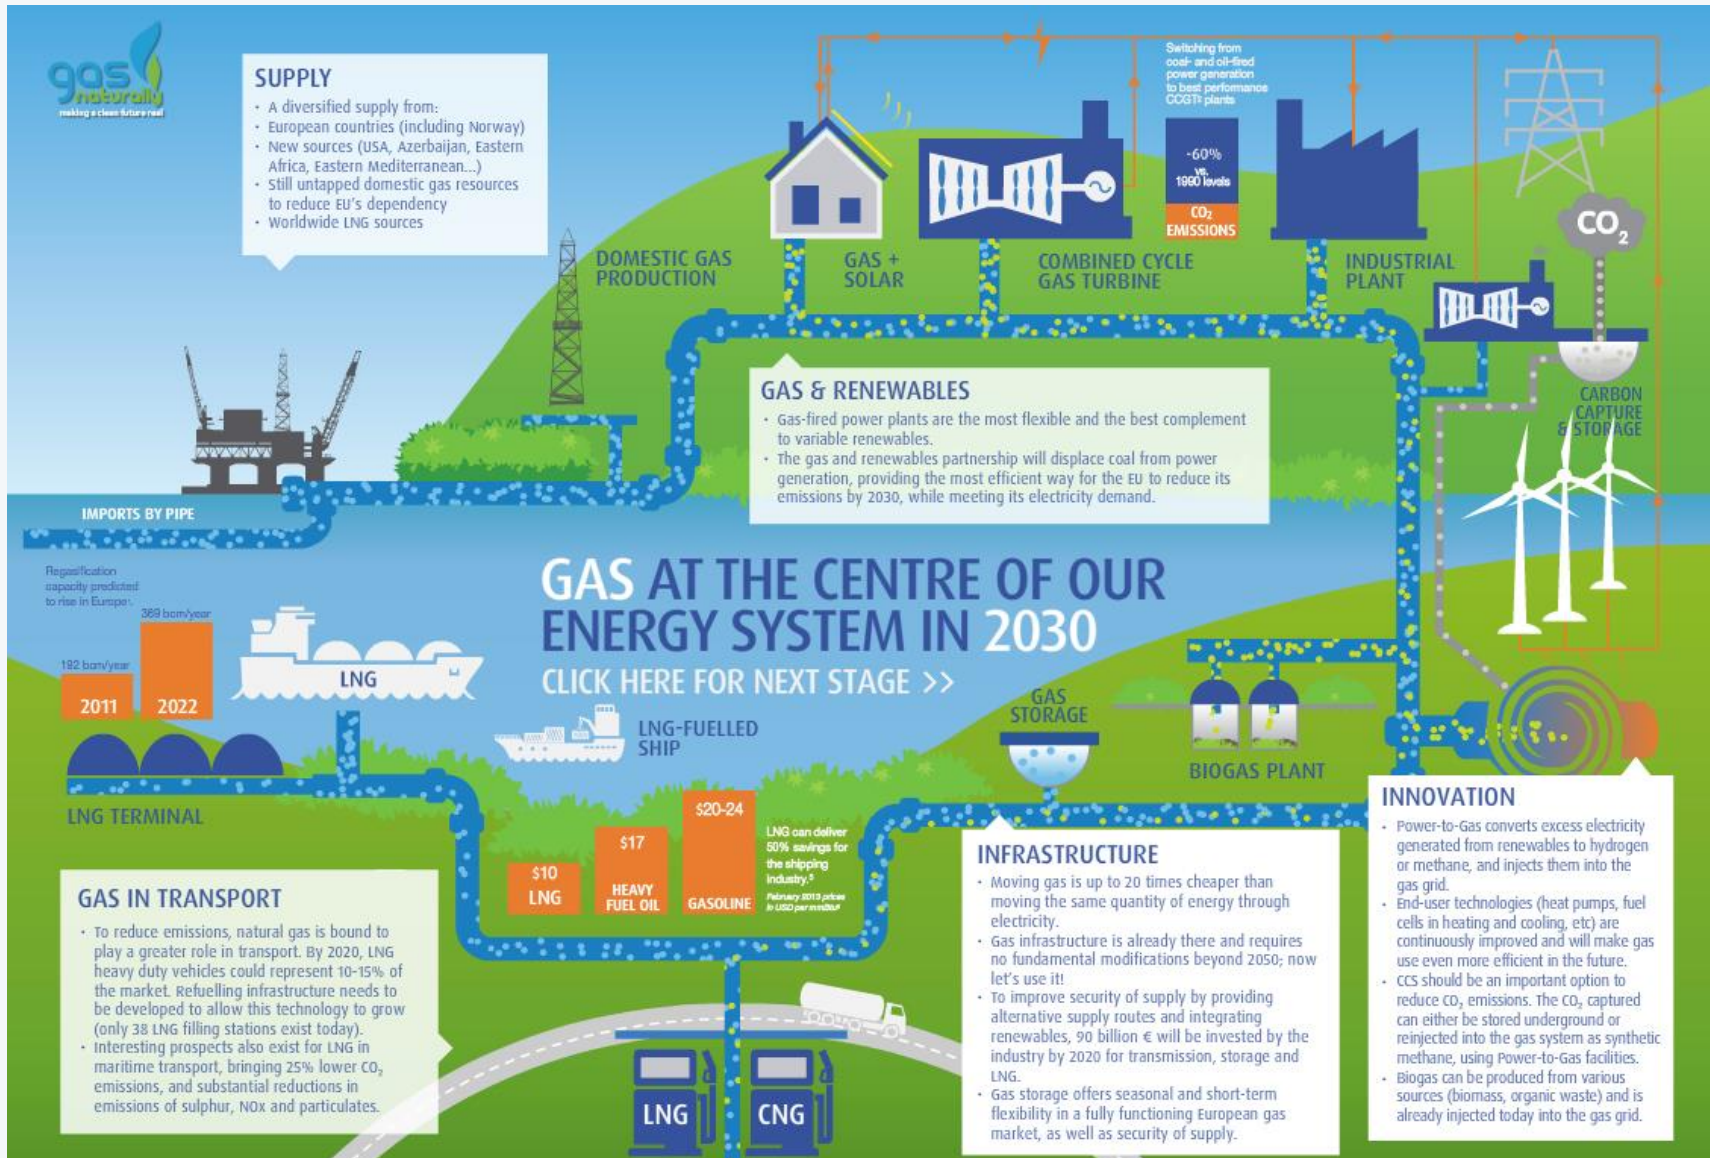 gas
naturally
making a clean future real
SUPPLY
• A diversified supply from:
• European countries (including Norway)
• New sources (USA, Azerbaijan, Eastern
Africa, Eastern Mediterranean...)
• Still untapped domestic gas resources
to reduce EU's dependency
• Worldwide LNG sources
DOMESTIC GAS
PRODUCTION
GAS +
SOLAR
COMBINED CYCLE
GAS TURBINE
Switching from
coal- and oil-fired
power generation
to best performance
CCGT plants
-60%
vs.
1990 levels
CO₂
EMISSIONS
INDUSTRIAL
PLANT
CO₂
CARBON
CAPTURE
& STORAGE
GAS & RENEWABLES
• Gas-fired power plants are the most flexible and the best complement
to variable renewables.
• The gas and renewables partnership will displace coal from power
generation, providing the most efficient way for the EU to reduce its
emissions by 2030, while meeting its electricity demand.
IMPORTS BY PIPE
Regasification
capacity predicted
to rise in Europe
192 bcm/year
2011
369 bcm/year
2022
LNG
LNG TERMINAL
GAS AT THE CENTRE OF OUR
ENERGY SYSTEM IN 2030
CLICK HERE FOR NEXT STAGE >>
LNG-FUELLED
SHIP
GAS
STORAGE
BIOGAS PLANT
$10
LNG
$17
HEAVY
FUEL OIL
$20-24
GASOLINE
LNG can deliver
50% savings for
the shipping
industry.
February 2013 prices
in USD per mmBtu
GAS IN TRANSPORT
• To reduce emissions, natural gas is bound to
play a greater role in transport. By 2020, LNG
heavy duty vehicles could represent 10-15% of
the market. Refuelling infrastructure needs to
be developed to allow this technology to grow
(only 38 LNG filling stations exist today).
• Interesting prospects also exist for LNG in
maritime transport, bringing 25% lower CO₂
emissions, and substantial reductions in
emissions of sulphur, NOx and particulates.
LNG
CNG
INFRASTRUCTURE
• Moving gas is up to 20 times cheaper than
moving the same quantity of energy through
electricity.
• Gas infrastructure is already there and requires
no fundamental modifications beyond 2050; now
let's use it!
• To improve security of supply by providing
alternative supply routes and integrating
renewables, 90 billion € will be invested by the
industry by 2020 for transmission, storage and
LNG.
• Gas storage offers seasonal and short-term
flexibility in a fully functioning European gas
market, as well as security of supply.
INNOVATION
• Power-to-Gas converts excess electricity
generated from renewables to hydrogen
or methane, and injects them into the
gas grid.
• End-user technologies (heat pumps, fuel
cells in heating and cooling, etc) are
continuously improved and will make gas
use even more efficient in the future.
• CCS should be an important option to
reduce CO₂ emissions. The CO₂ captured
can either be stored underground or
reinjected into the gas system as synthetic
methane, using Power-to-Gas facilities.
• Biogas can be produced from various
sources (biomass, organic waste) and is
already injected today into the gas grid.